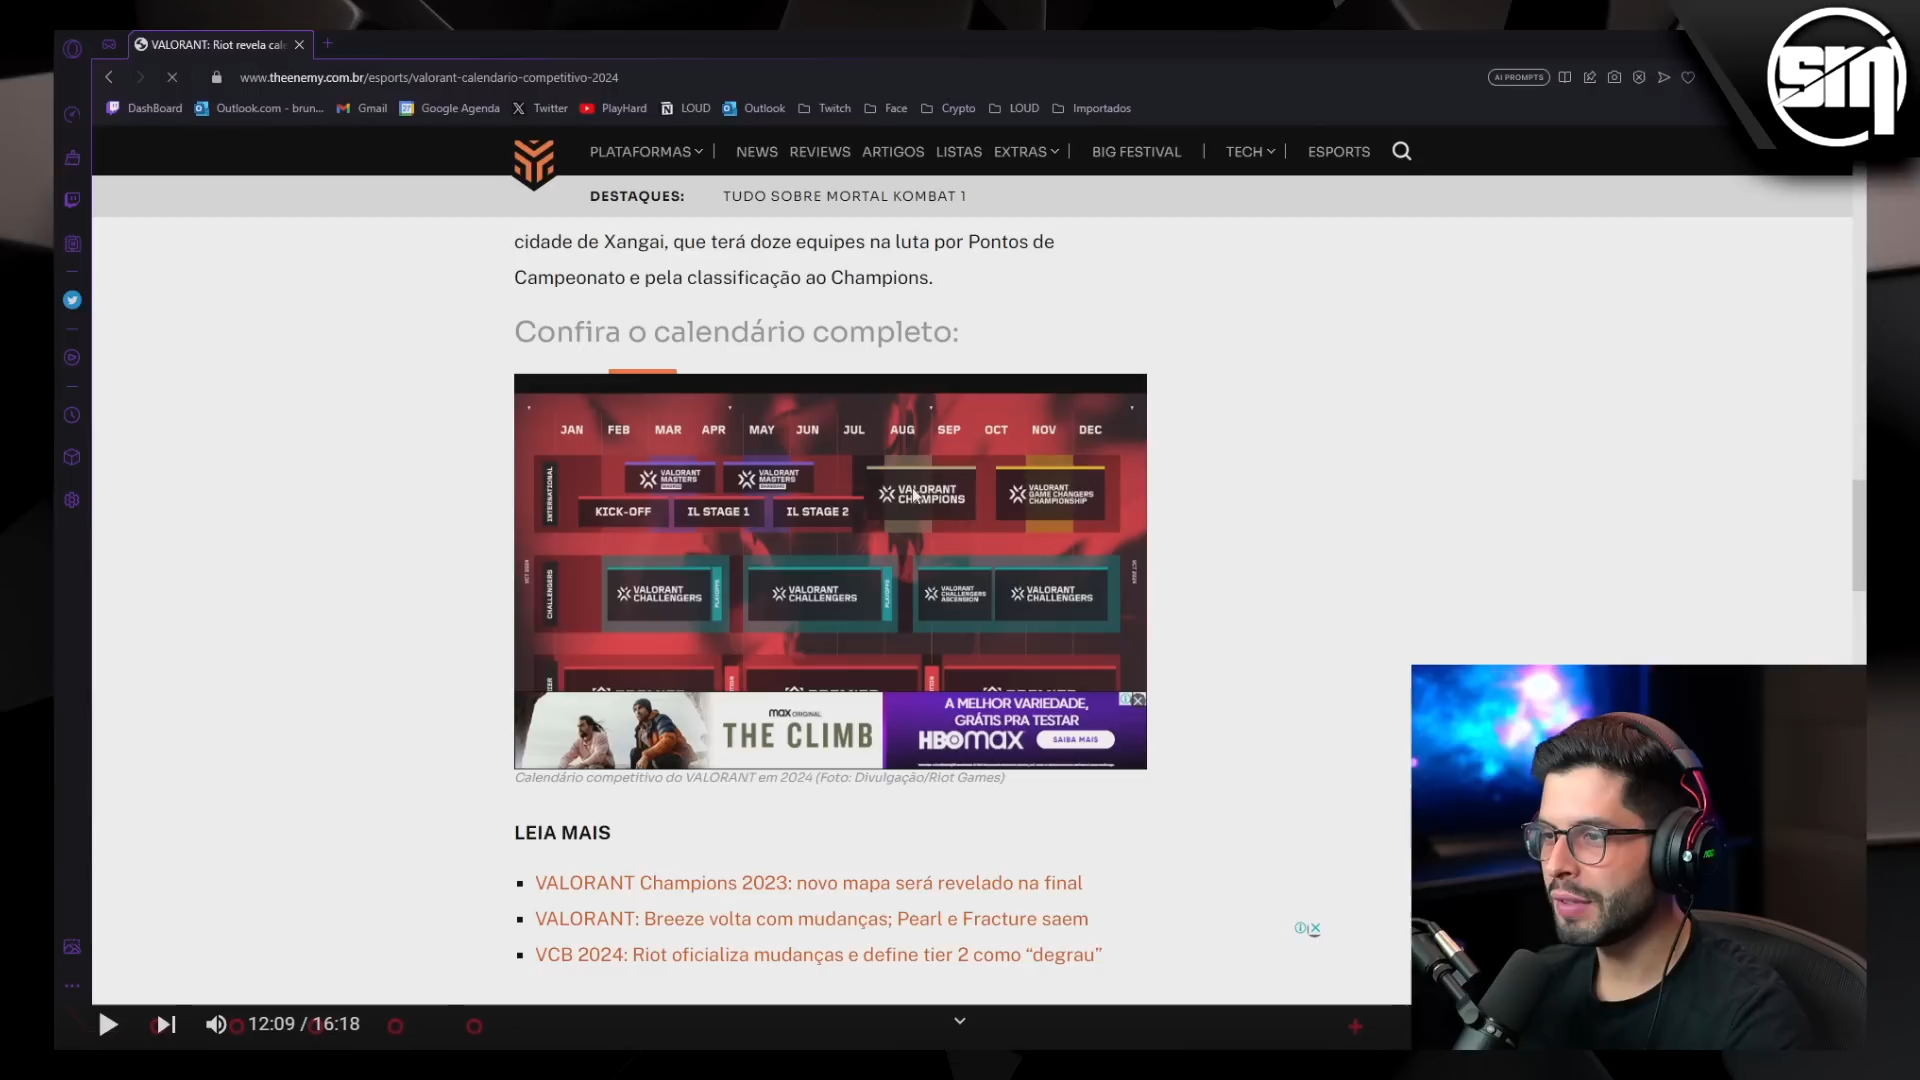 SM
VALORANT: Riot revela cal
www.theenemy.com.br/esports/valorant-calendario-competitivo-2024
AI PROMPTS
DashBoard Outlook.com - brun... Gmail Google Agenda Twitter PlayHard LOUD Outlook Twitch Face Crypto LOUD Importados
PLATAFORMAS | NEWS REVIEWS ARTIGOS LISTAS EXTRAS | BIG FESTIVAL | TECH | ESPORTS
DESTAQUES: TUDO SOBRE MORTAL KOMBAT 1
cidade de Xangai, que terá doze equipes na luta por Pontos de
Campeonato e pela classificação ao Champions.
Confira o calendário completo:
JAN FEB MAR APR MAY JUN JUL AUG SEP OCT NOV DEC
INTERNATIONAL
VALORANT MASTERS
VALORANT MASTERS
VALORANT CHAMPIONS
VALORANT GAME CHANGERS CHAMPIONSHIP
KICK-OFF IL STAGE 1 IL STAGE 2
CHALLENGERS
VALORANT CHALLENGERS
PLAYOFFS
VALORANT CHALLENGERS
PLAYOFFS
VALORANT CHALLENGERS ASCENSION
VALORANT CHALLENGERS
max ORIGINAL
THE CLIMB
A MELHOR VARIEDADE,
GRÁTIS PRA TESTAR
HBOMAX SAIBA MAIS
Calendário competitivo do VALORANT em 2024 (Foto: Divulgação/Riot Games)
LEIA MAIS
VALORANT Champions 2023: novo mapa será revelado na final
VALORANT: Breeze volta com mudanças; Pearl e Fracture saem
VCB 2024: Riot oficializa mudanças e define tier 2 como “degrau”
12:09 / 16:18
AOC